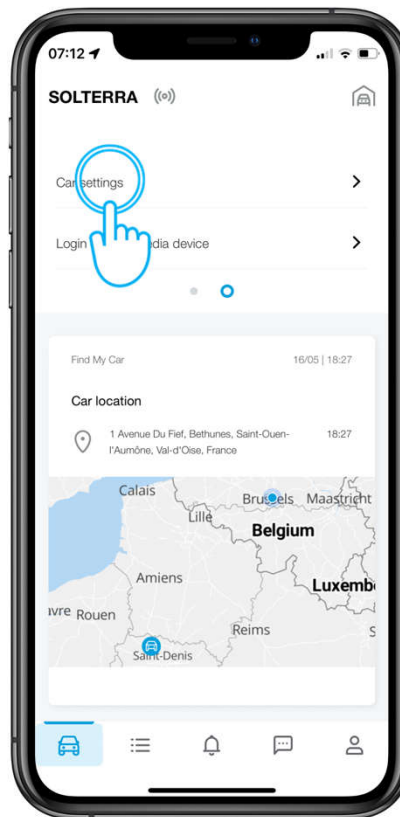 07:12
SOLTERRA
Car settings
Login dia device
Find My Car 16/05 | 18:27
Car location
1 Avenue Du Fief, Bethunes, Saint-Ouen- 18:27
l'Aumône, Val-d'Oise, France
Calais
Brussels Maastricht
Lille
Belgium
Amiens
Luxemb
vre Rouen
Reims
S
Saint-Denis